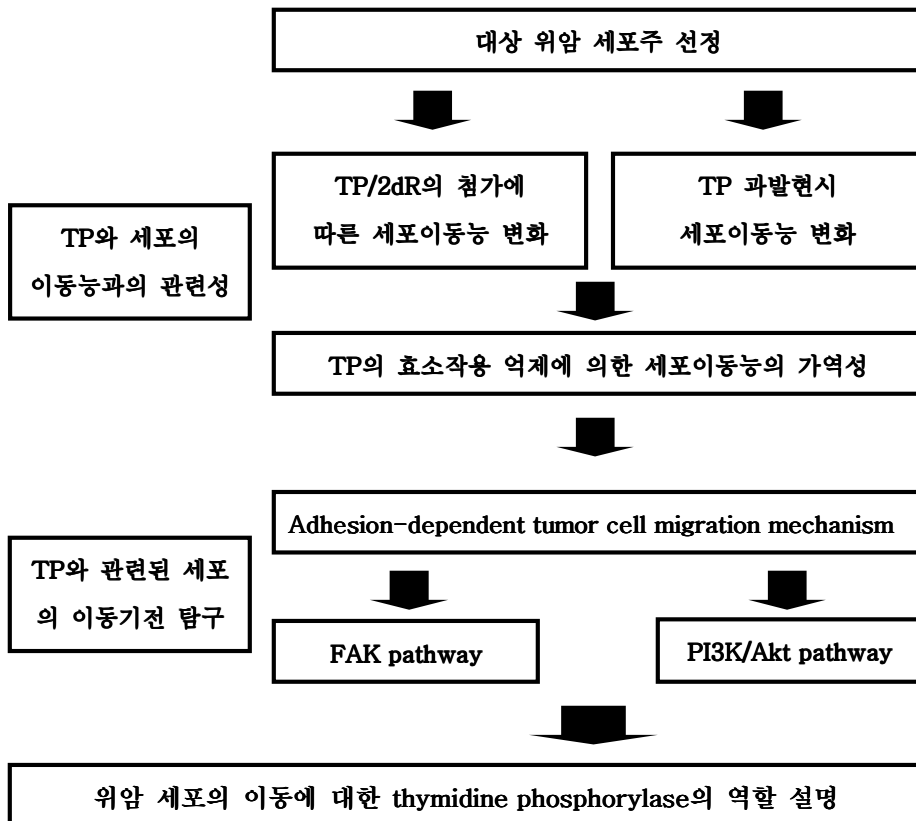 대상 위암 세포주 선정
TP/2dR의 첨가에
따른 세포이동능 변화
TP 과발현시
세포이동능 변화
TP와 세포의
이동능과의 관련성
TP의 효소작용 억제에 의한 세포이동능의 가역성
Adhesion-dependent tumor cell migration mechanism
TP와 관련된 세포
의 이동기전 탐구
FAK pathway
PI3K/Akt pathway
위암 세포의 이동에 대한 thymidine phosphorylase의 역할 설명